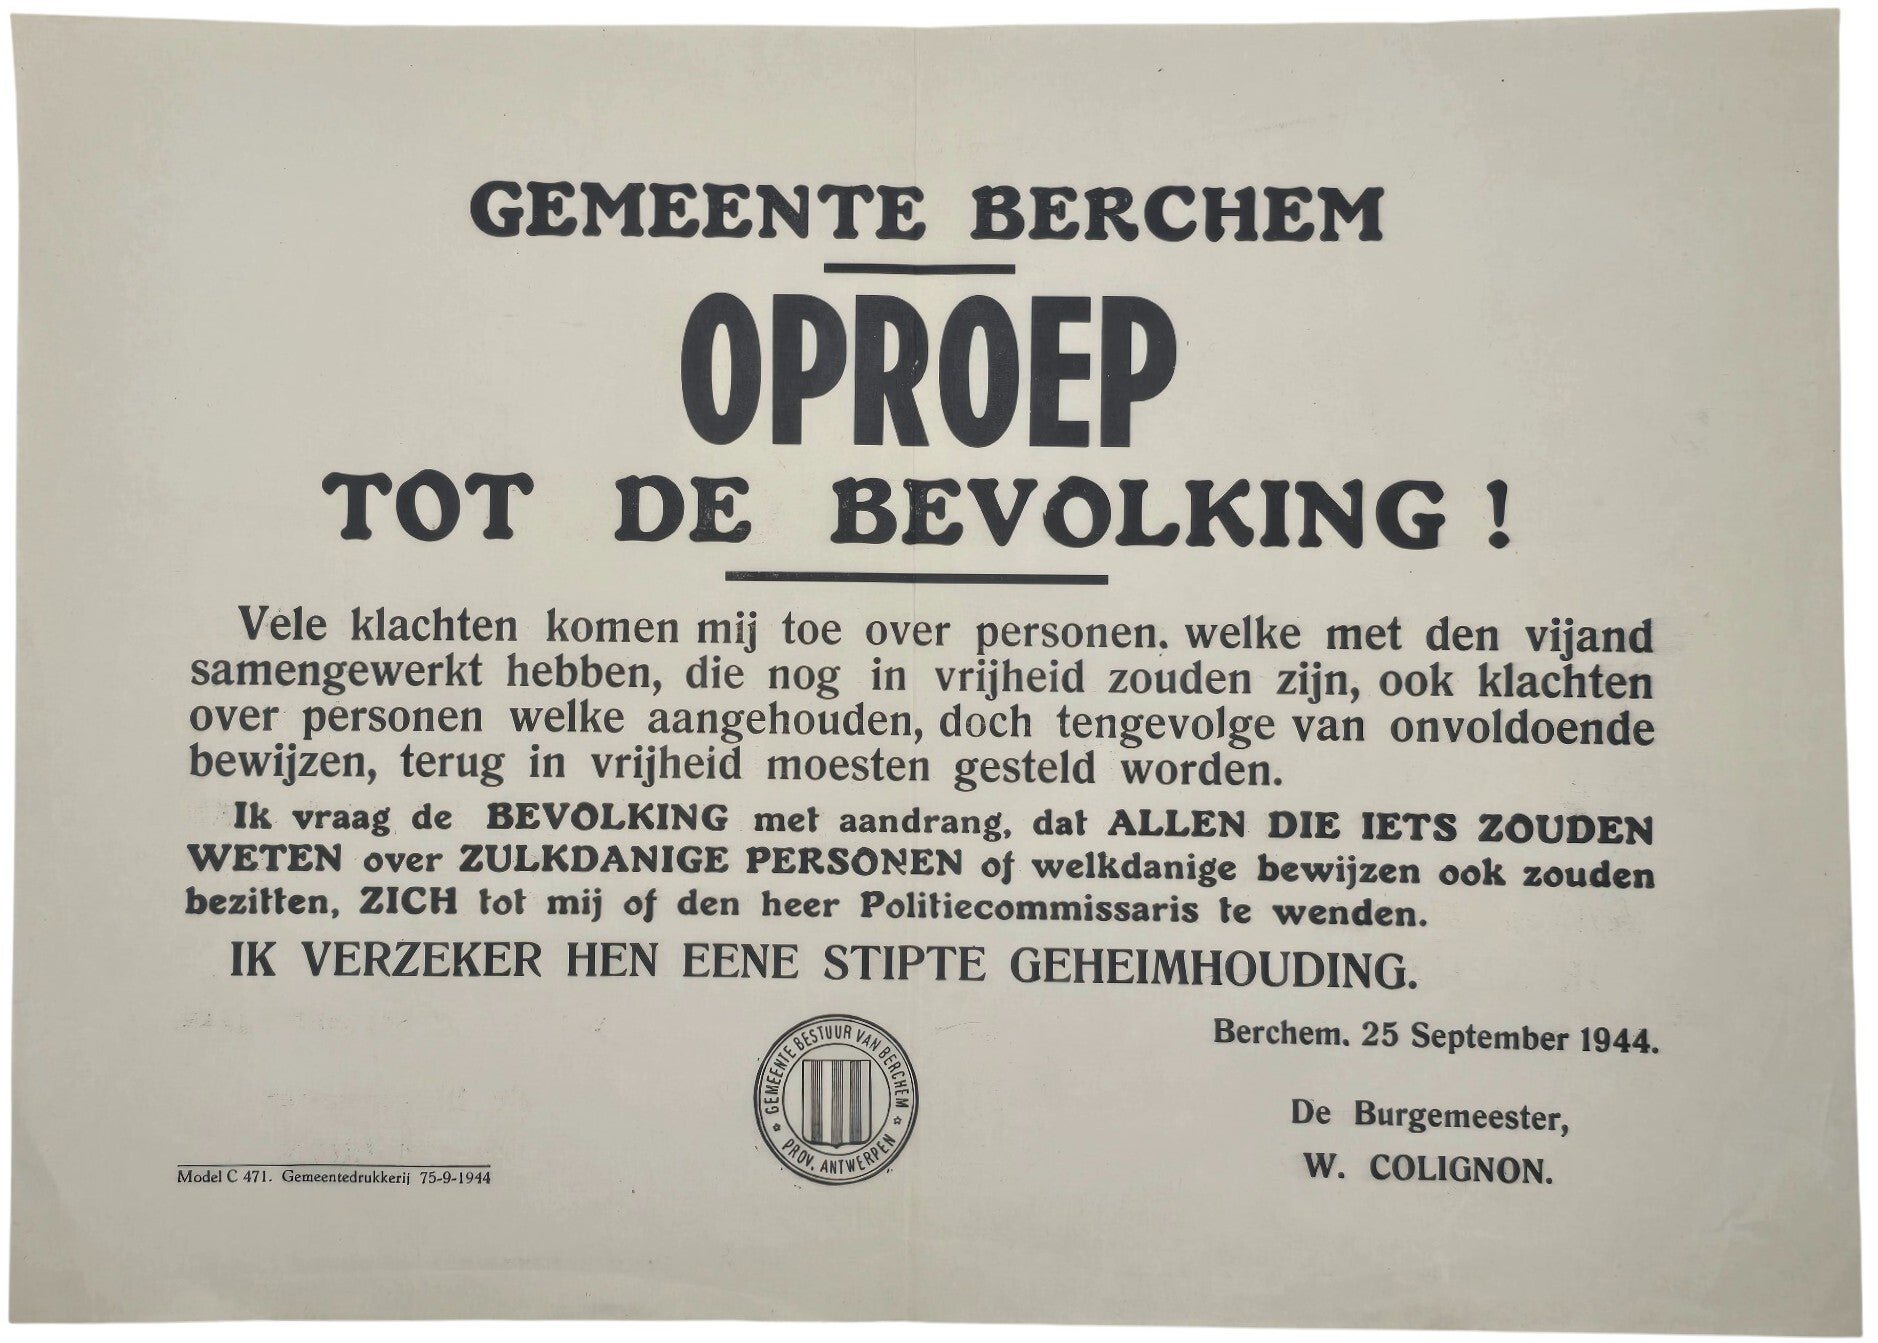 GEMEENTE BERCHEM
OPROEP
TOT DE BEVOLKING !
Vele klachten komen mij toe over personen. welke met den vijand
samengewerkt hebben, die nog in vrijheid zouden zijn, ook klachten
over personen welke aangehouden, doch tengevolge van onvoldoende
bewijzen, terug in vrijheid moesten gesteld worden.
Ik vraag de BEVOLKING met aandrang, dat ALLEN DIE IETS ZOUDEN
WETEN over ZULKDANIGE PERSONEN of welkdanige bewijzen ook zouden
bezitten, ZICH tot mij of den heer Politiecommissaris te wenden.
IK VERZEKER HEN EENE STIPTE GEHEIMHOUDING.
Berchem. 25 September 1944.
De Burgemeester,
W. COLIGNON.
GEMEENTE BESTUUR VAN BERCHEM
* PROV. ANTWERPEN *
Model C 471. Gemeentedrukkerij 75-9-1944